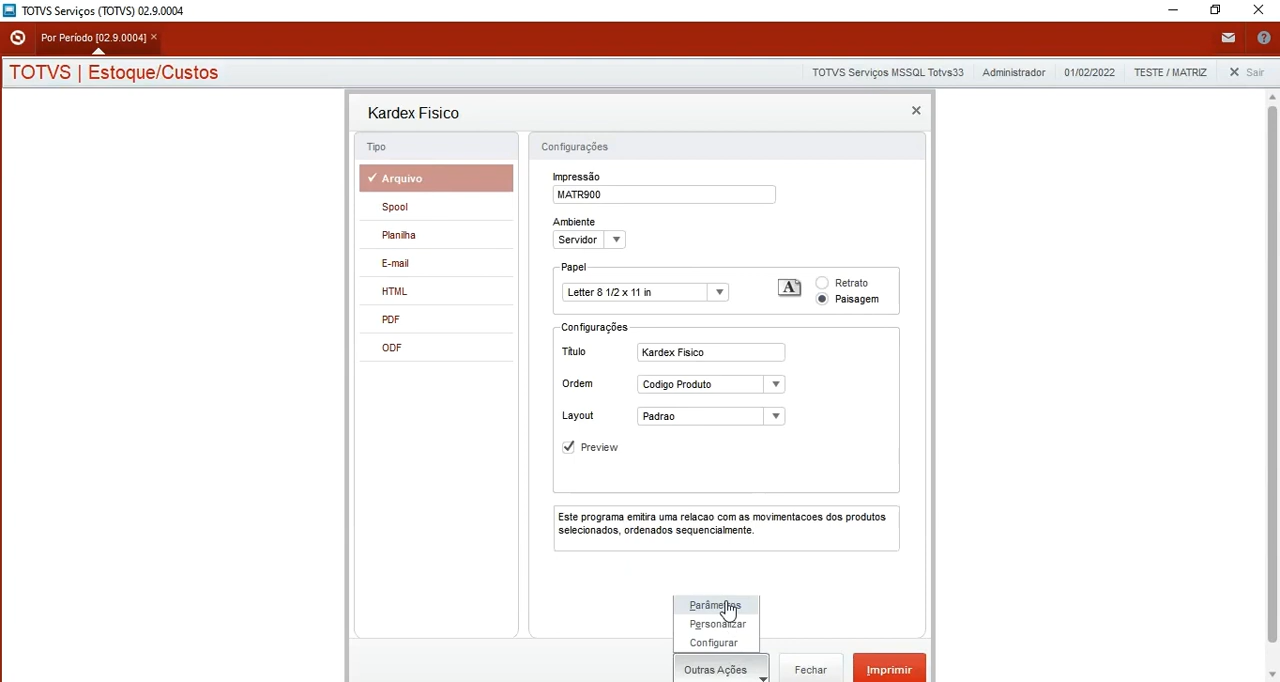 TOTVS Serviços (TOTVS) 02.9.0004
Por Período [02.9.0004]
TOTVS | Estoque/Custos
TOTVS Serviços MSSQL Totvs33 Administrador 01/02/2022 TESTE / MATRIZ Sair
Kardex Fisico
Tipo
Arquivo
Spool
Planilha
E-mail
HTML
PDF
ODF
Configurações
Impressão
MATR900
Ambiente
Servidor
Papel
Letter 8 1/2 x 11 in
A
Retrato
Paisagem
Configurações
Título Kardex Fisico
Ordem Codigo Produto
Layout Padrao
Preview
Este programa emitira uma relacao com as movimentacoes dos produtos
selecionados, ordenados sequencialmente.
Parâmetros
Personalizar
Configurar
Outras Ações Fechar Imprimir